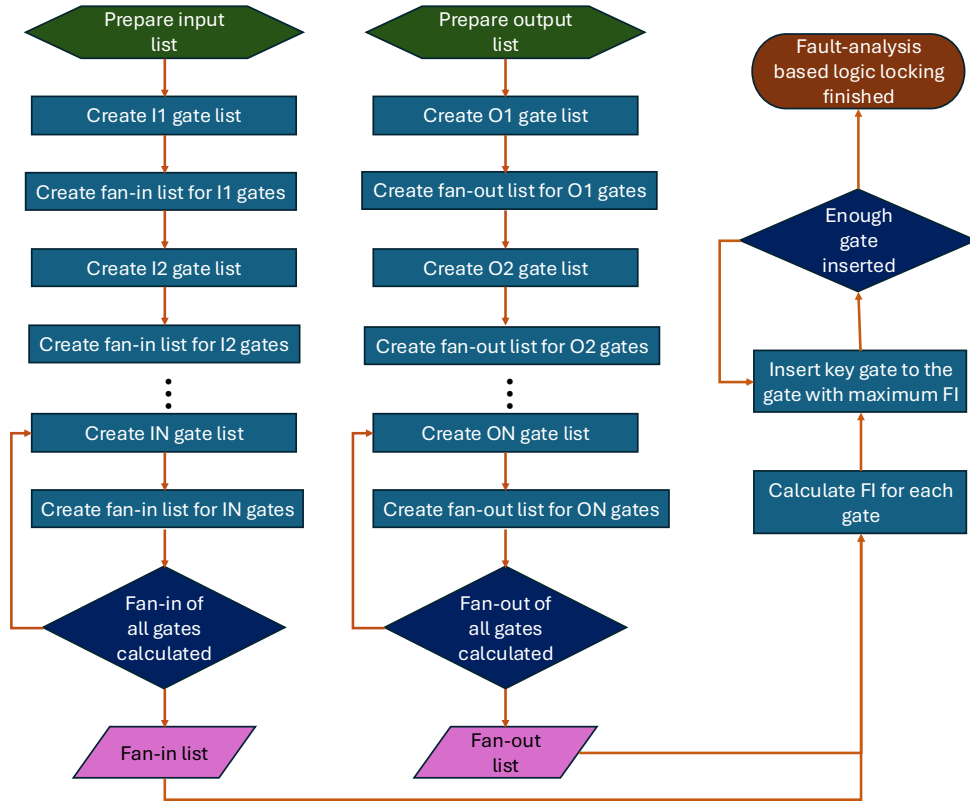 Prepare input
list
Create I1 gate list
Create fan-in list for I1 gates
Create I2 gate list
Create fan-in list for I2 gates
Create IN gate list
Create fan-in list for IN gates
Fan-in of
all gates
calculated
Fan-in list
Prepare output
list
Create O1 gate list
Create fan-out list for O1 gates
Create O2 gate list
Create fan-out list for O2 gates
Create ON gate list
Create fan-out list for ON gates
Fan-out of
all gates
calculated
Fan-out
list
Fault-analysis
based logic locking
finished
Enough
gate
inserted
Insert key gate to the
gate with maximum FI
Calculate FI for each
gate